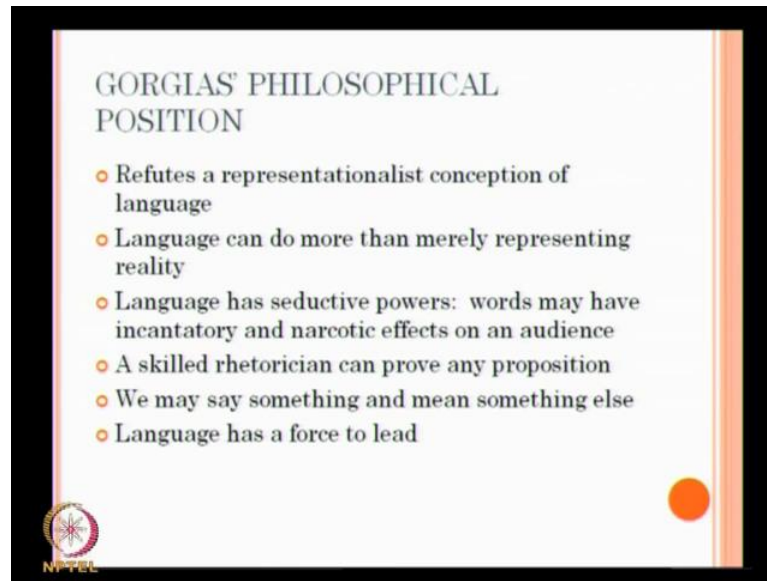 GORGIAS' PHILOSOPHICAL
POSITION
Refutes a representationalist conception of
language
Language can do more than merely representing
reality
Language has seductive powers: words may have
incantatory and narcotic effects on an audience
A skilled rhetorician can prove any proposition
We may say something and mean something else
Language has a force to lead
NPTEL